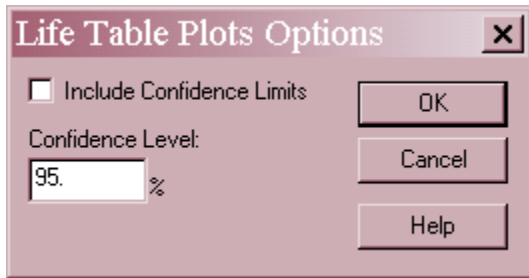 Life Table Plots Options
Include Confidence Limits
OK
Confidence Level:
Cancel
95.
%
Help